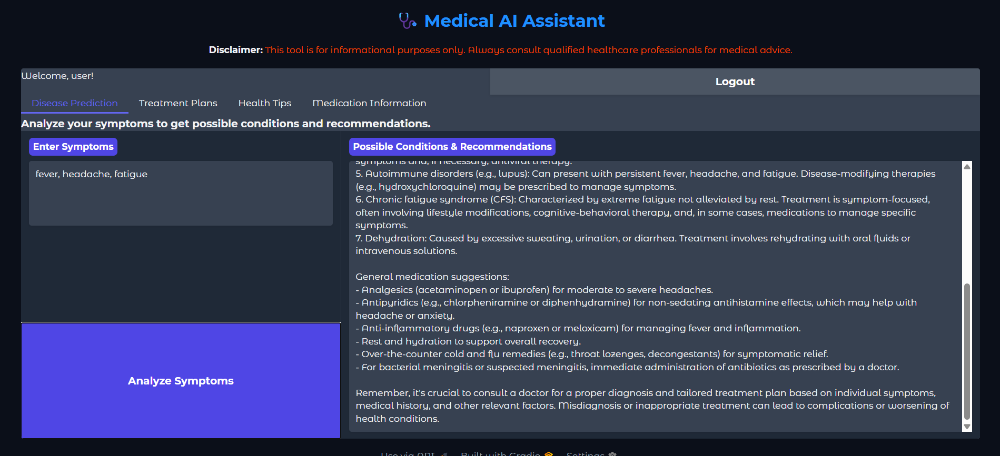 Medical AI Assistant
Disclaimer: This tool is for informational purposes only. Always consult qualified healthcare professionals for medical advice.
Welcome, user!
Logout
Disease Prediction
Treatment Plans
Health Tips
Medication Information
Analyze your symptoms to get possible conditions and recommendations.
Enter Symptoms
fever, headache, fatigue
Analyze Symptoms
Possible Conditions & Recommendations
symptoms and, if necessary, antiviral therapy.
5. Autoimmune disorders (e.g., lupus): Can present with persistent fever, headache, and fatigue. Disease-modifying therapies
(e.g., hydroxychloroquine) may be prescribed to manage symptoms.
6. Chronic fatigue syndrome (CFS): Characterized by extreme fatigue not alleviated by rest. Treatment is symptom-focused,
often involving lifestyle modifications, cognitive-behavioral therapy, and, in some cases, medications to manage specific
symptoms.
7. Dehydration: Caused by excessive sweating, urination, or diarrhea. Treatment involves rehydrating with oral fluids or
intravenous solutions.
General medication suggestions:
- Analgesics (acetaminopen or ibuprofen) for moderate to severe headaches.
- Antipyridics (e.g., chlorpheniramine or diphenhydramine) for non-sedating antihistamine effects, which may help with
headache or anxiety.
- Anti-inflammatory drugs (e.g., naproxen or meloxicam) for managing fever and inflammation.
- Rest and hydration to support overall recovery.
- Over-the-counter cold and flu remedies (e.g., throat lozenges, decongestants) for symptomatic relief.
- For bacterial meningitis or suspected meningitis, immediate administration of antibiotics as prescribed by a doctor.
Remember, it's crucial to consult a doctor for a proper diagnosis and tailored treatment plan based on individual symptoms,
medical history, and other relevant factors. Misdiagnosis or inappropriate treatment can lead to complications or worsening of
health conditions.
Use via API
Built with Gradio
Settings